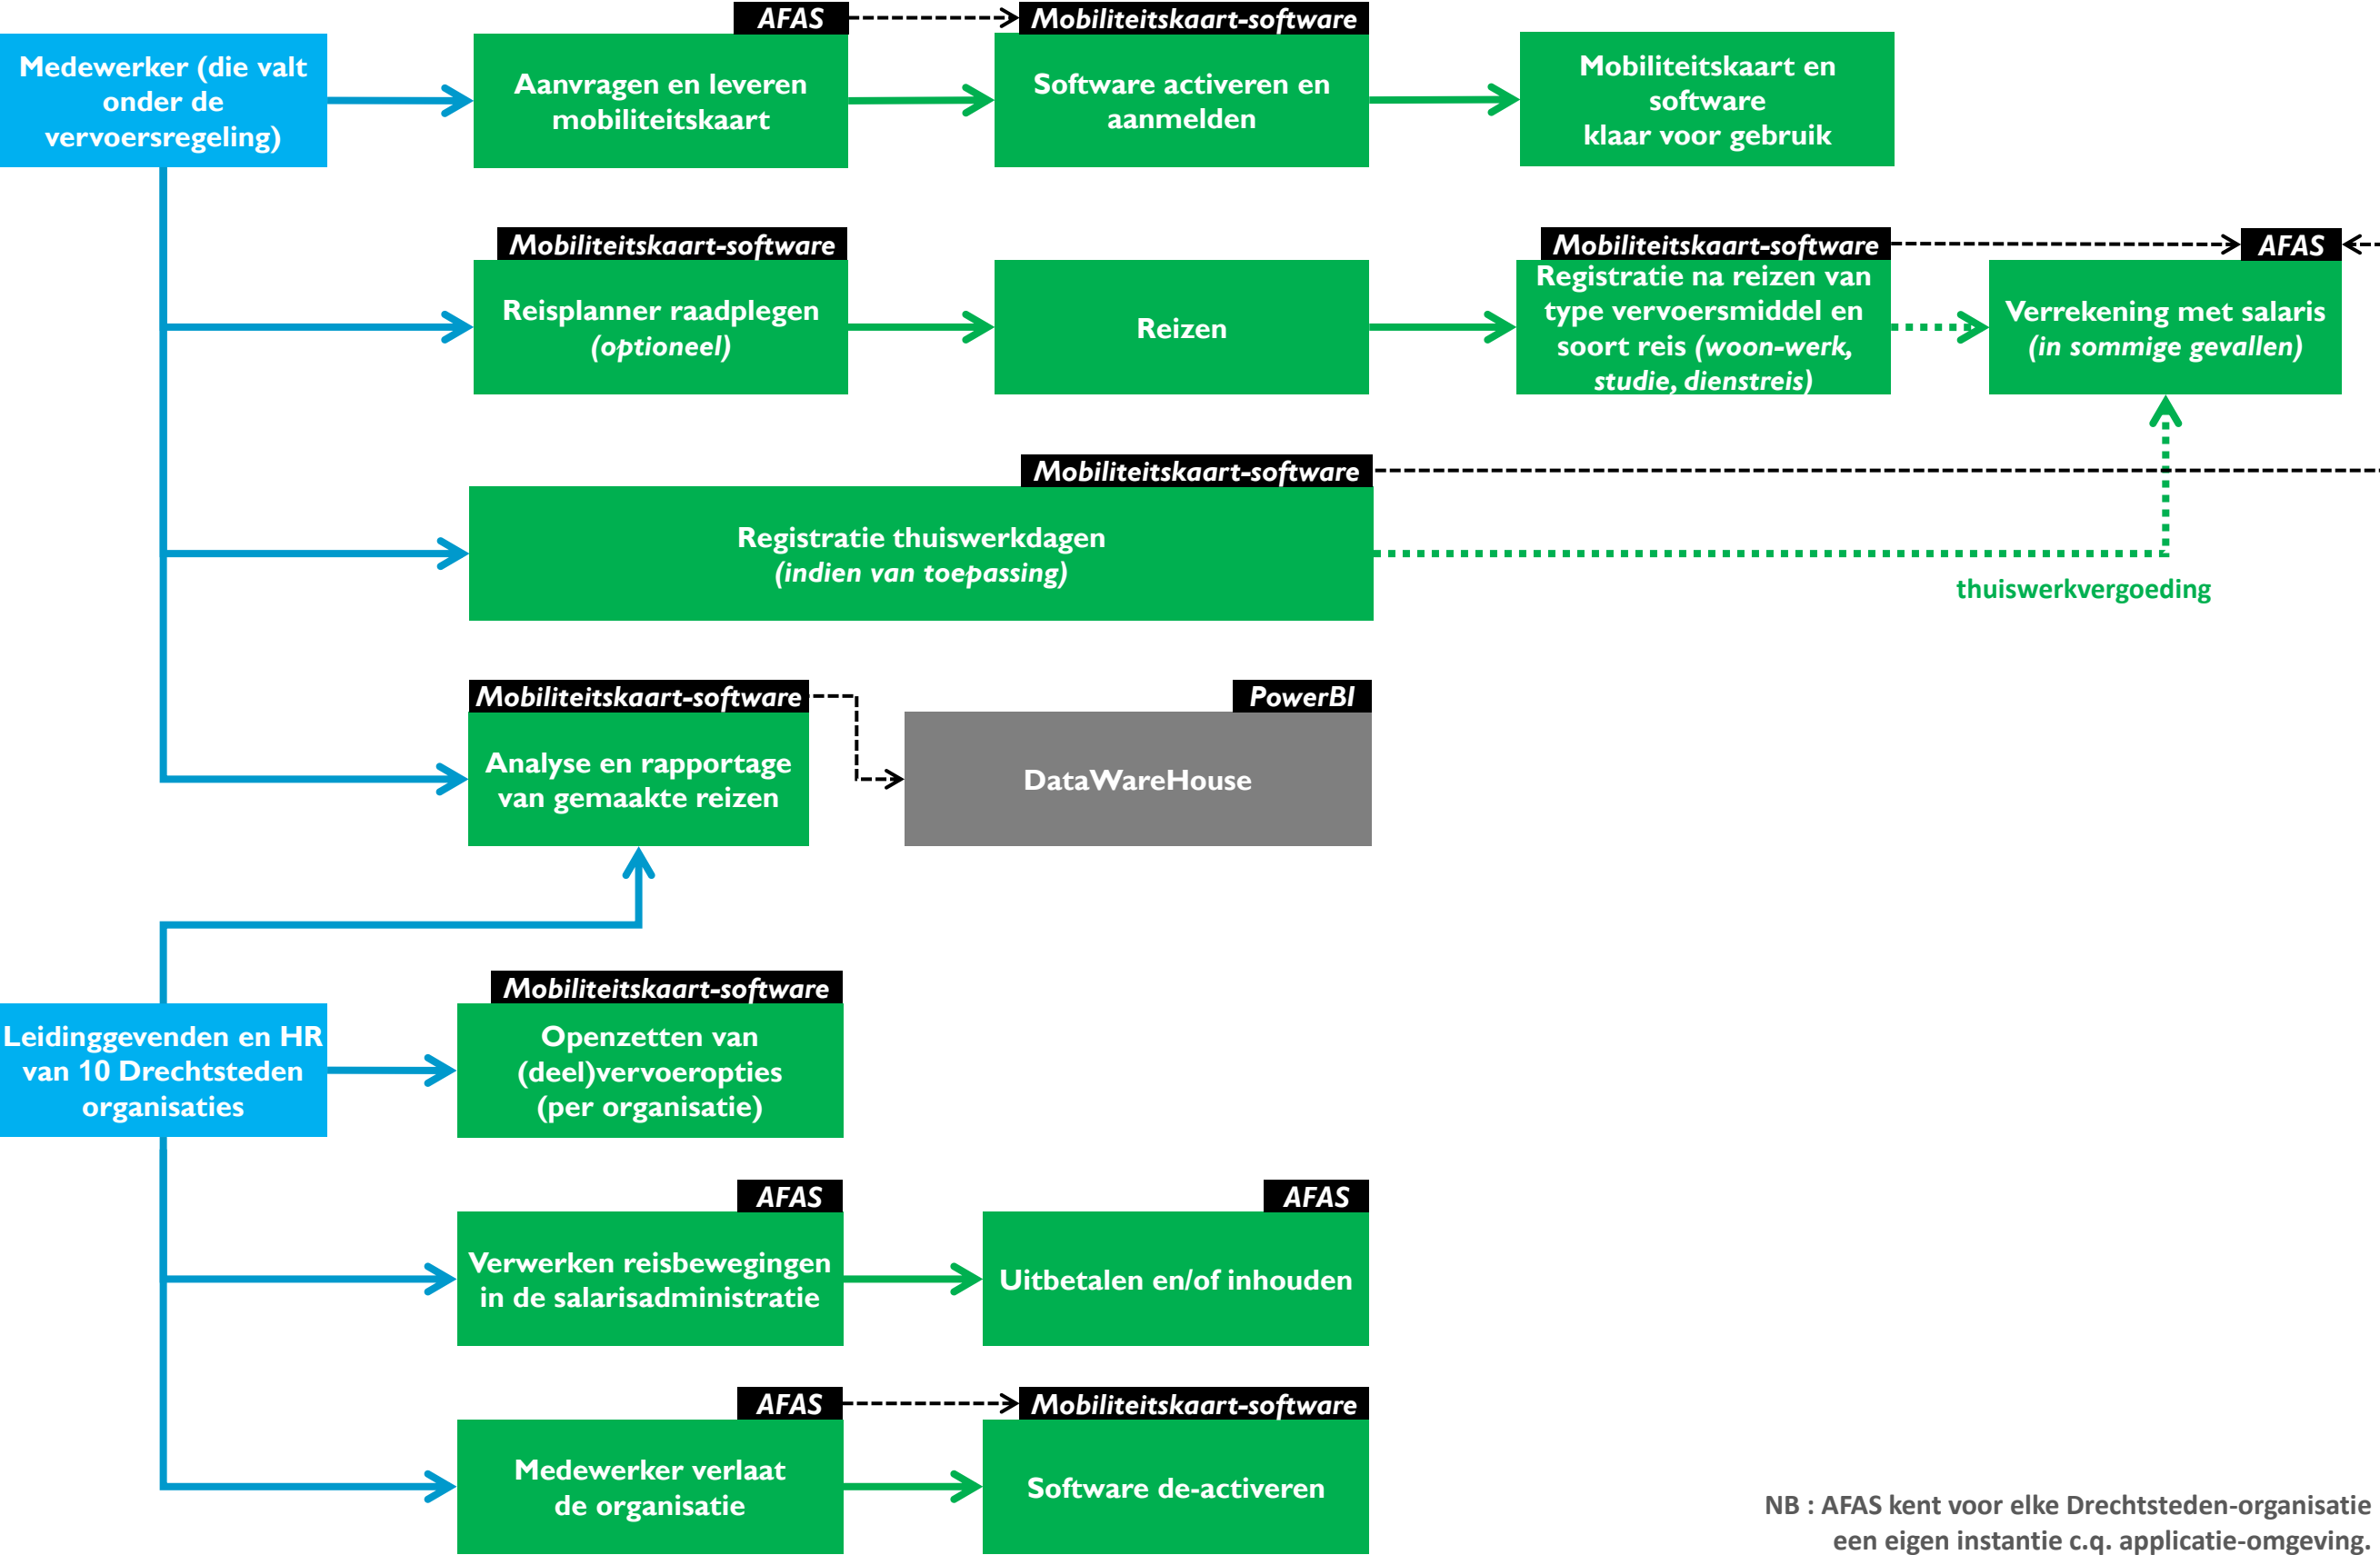 AFAS
Mobiliteitskaart-software
Medewerker (die valt
onder de
vervoersregeling)
Aanvragen en leveren
mobiliteitskaart
Software activeren en
aanmelden
Mobiliteitskaart en
software
klaar voor gebruik
Mobiliteitskaart-software
Mobiliteitskaart-software
AFAS
Reisplanner raadplegen
(optioneel)
Reizen
Registratie na reizen van
type vervoersmiddel en
soort reis (woon-werk,
studie, dienstreis)
Verrekening met salaris
(in sommige gevallen)
Mobiliteitskaart-software
Registratie thuiswerkdagen
(indien van toepassing)
thuiswerkvergoeding
Mobiliteitskaart-software
PowerBI
Analyse en rapportage
van gemaakte reizen
DataWareHouse
Mobiliteitskaart-software
Leidinggevenden en HR
van 10 Drechtsteden
organisaties
Openzetten van
(deel)vervoeropties
(per organisatie)
AFAS
AFAS
Verwerken reisbewegingen
in de salarisadministratie
Uitbetalen en/of inhouden
AFAS
Mobiliteitskaart-software
Medewerker verlaat
de organisatie
Software de-activeren
NB : AFAS kent voor elke Drechtsteden-organisatie
een eigen instantie c.q. applicatie-omgeving.